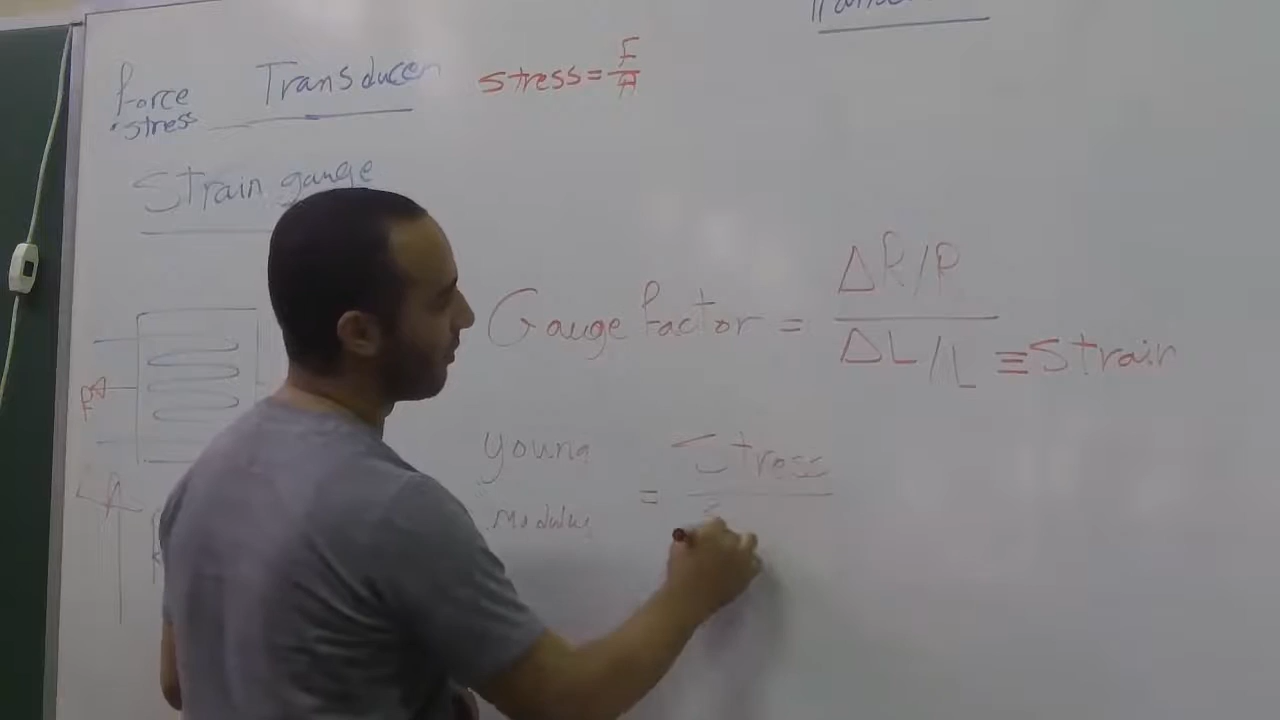 Force Transducer stress = F/A
• stress
Strain gauge
Gauge factor = ΔR/R
ΔL/L ≡ Strain
F
young modulus = Stress